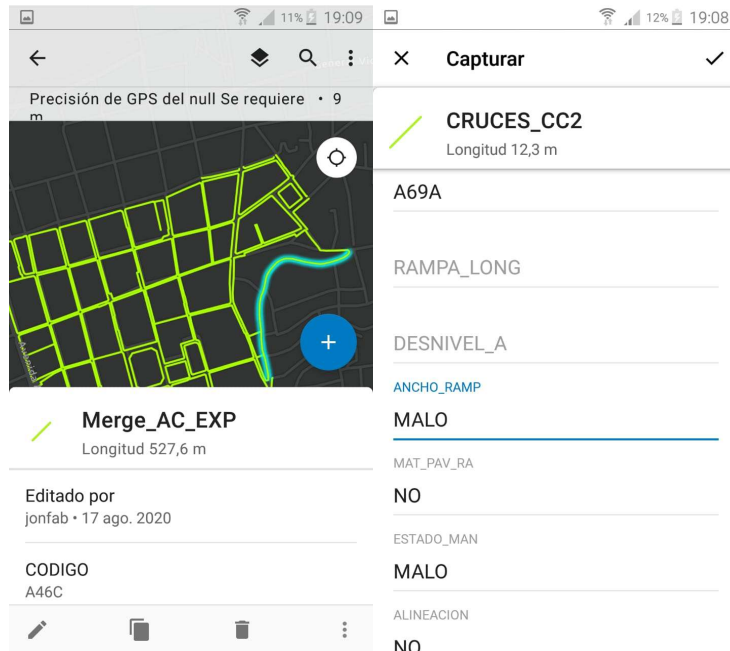 11% 19:09
Precisión de GPS del null Se requiere • 9
m
Merge_AC_EXP
Longitud 527,6 m
Editado por
jonfab • 17 ago. 2020
CODIGO
A46C
12% 19:08
Capturar
CRUCES_CC2
Longitud 12,3 m
A69A
RAMPA_LONG
DESNIVEL_A
ANCHO_RAMP
MALO
MAT_PAV_RA
NO
ESTADO_MAN
MALO
ALINEACION
NO